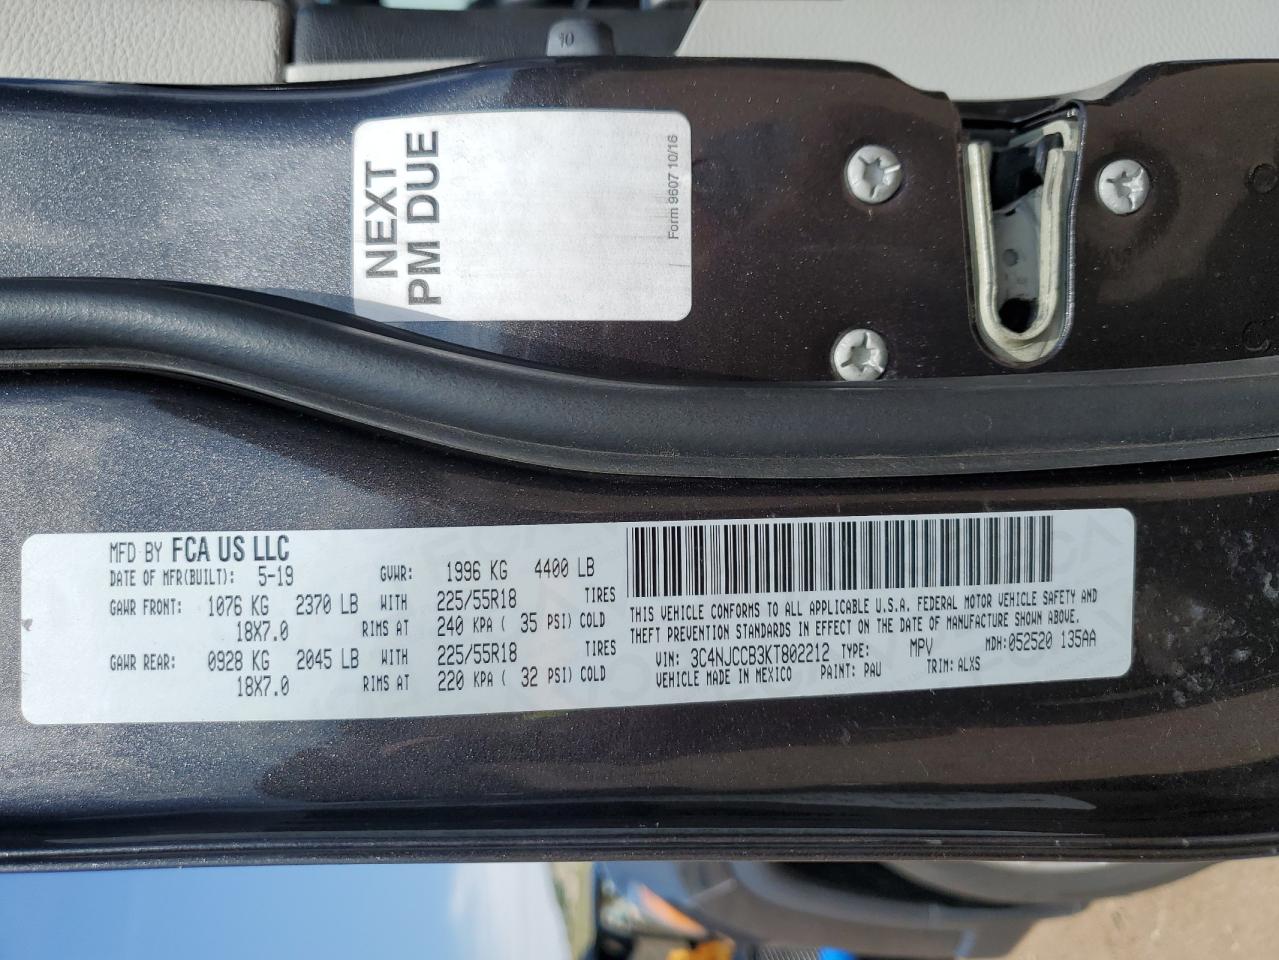 10
NEXT
PM DUE
Form 9607 10/16
MFD BY FCA US LLC
DATE OF MFR(BUILT): 5-19 GVWR: 1996 KG 4400 LB
GAWR FRONT: 1076 KG 2370 LB WITH 225/55R18 TIRES
18X7.0 RIMS AT 240 KPA ( 35 PSI) COLD
GAWR REAR: 0928 KG 2045 LB WITH 225/55R18 TIRES
18X7.0 RIMS AT 220 KPA ( 32 PSI) COLD
THIS VEHICLE CONFORMS TO ALL APPLICABLE U.S.A. FEDERAL MOTOR VEHICLE SAFETY AND
THEFT PREVENTION STANDARDS IN EFFECT ON THE DATE OF MANUFACTURE SHOWN ABOVE.
VIN: 3C4NJCCB3KT802212 TYPE: MPV MDH:052520 135AA
VEHICLE MADE IN MEXICO PAINT: PAU TRIM: ALXS